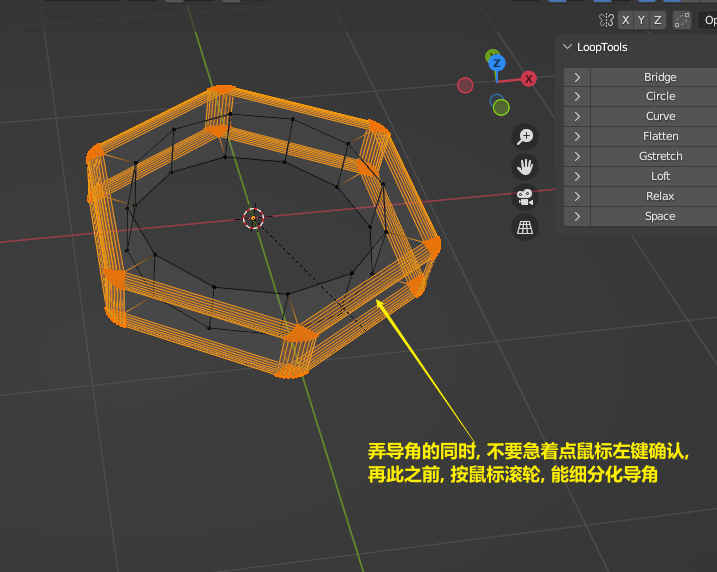 X Y Z Op
LoopTools
Z
X
Bridge
Circle
Curve
Flatten
Gstretch
Loft
Relax
Space
弄导角的同时, 不要急着点鼠标左键确认,
再此之前, 按鼠标滚轮, 能细分化导角